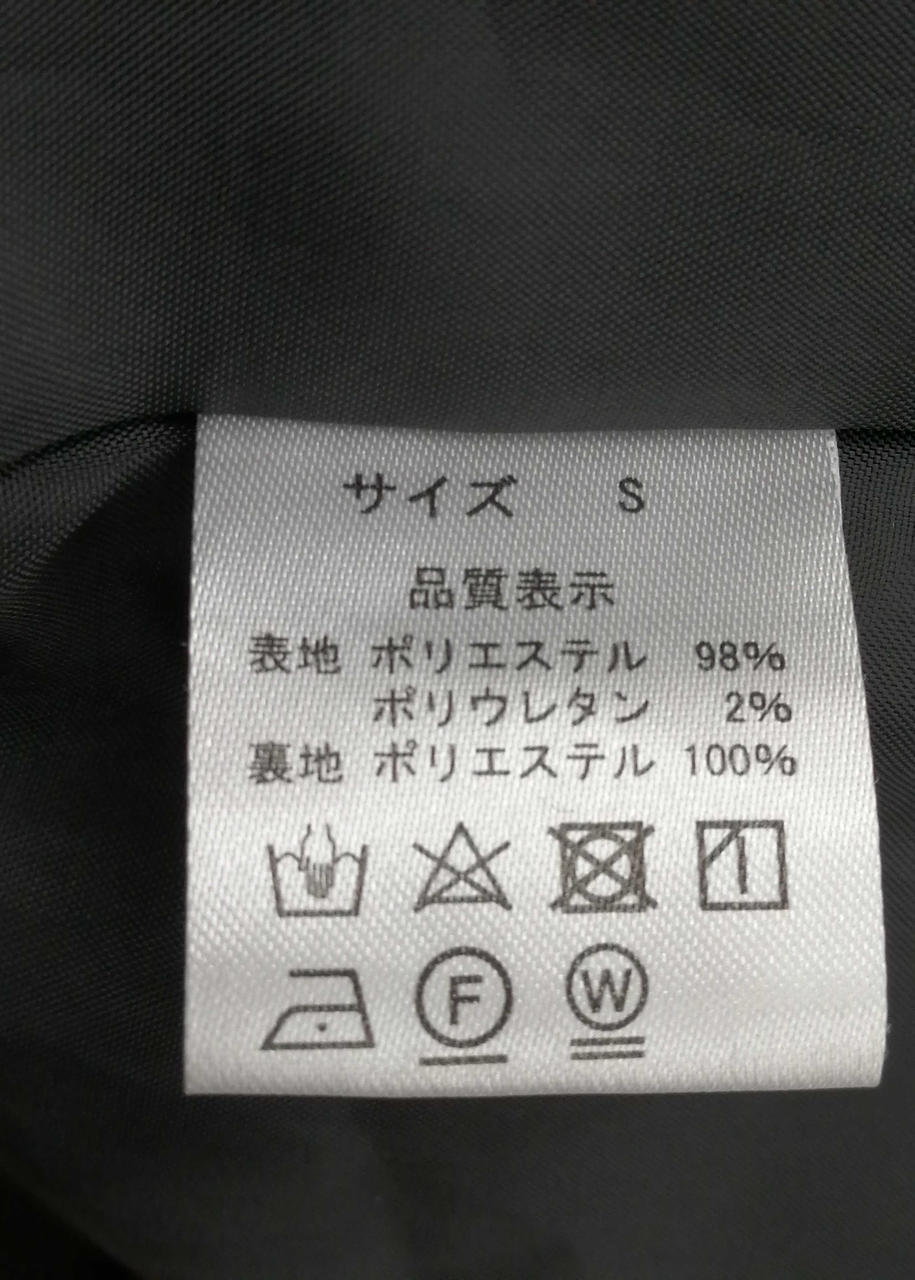 サイズ S
品質表示
表地 ポリエステル 98%
ポリウレタン 2%
裏地 ポリエステル 100%
F W